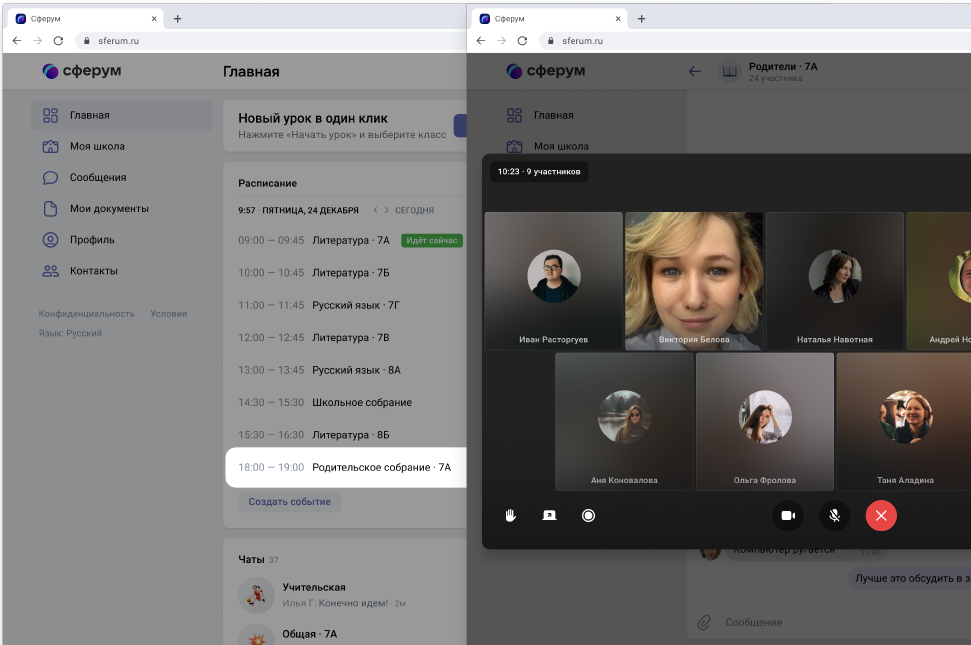 Сферум
sferum.ru
сферум
Главная
Главная
Моя школа
Сообщения
Мои документы
Профиль
Контакты
Конфиденциальность Условия
Язык: Русский
Новый урок в один клик
Нажмите «Начать урок» и выберите класс
Расписание
9:57 · ПЯТНИЦА, 24 ДЕКАБРЯ СЕГОДНЯ
09:00 — 09:45 Литература · 7А Идёт сейчас
10:00 — 10:45 Литература · 7Б
11:00 — 11:45 Русский язык · 7Г
12:00 — 12:45 Литература · 7В
13:00 — 13:45 Русский язык · 8А
14:30 — 15:30 Школьное собрание
15:30 — 16:30 Литература · 8Б
18:00 — 19:00 Родительское собрание · 7А
Создать событие
Чаты 37
Учительская
Илья Г: Конечно идем! · 2м
Общая · 7А
Сферум
sferum.ru
сферум
Родители · 7А
24 участника
Главная
Моя школа
10:23 · 9 участников
Иван Расторгуев
Виктория Белова
Наталья Навотная
Андрей Но
Аня Коновалова
Ольга Фролова
Таня Аладина
Компьютер ругается
Лучше это обсудить в з
Сообщение